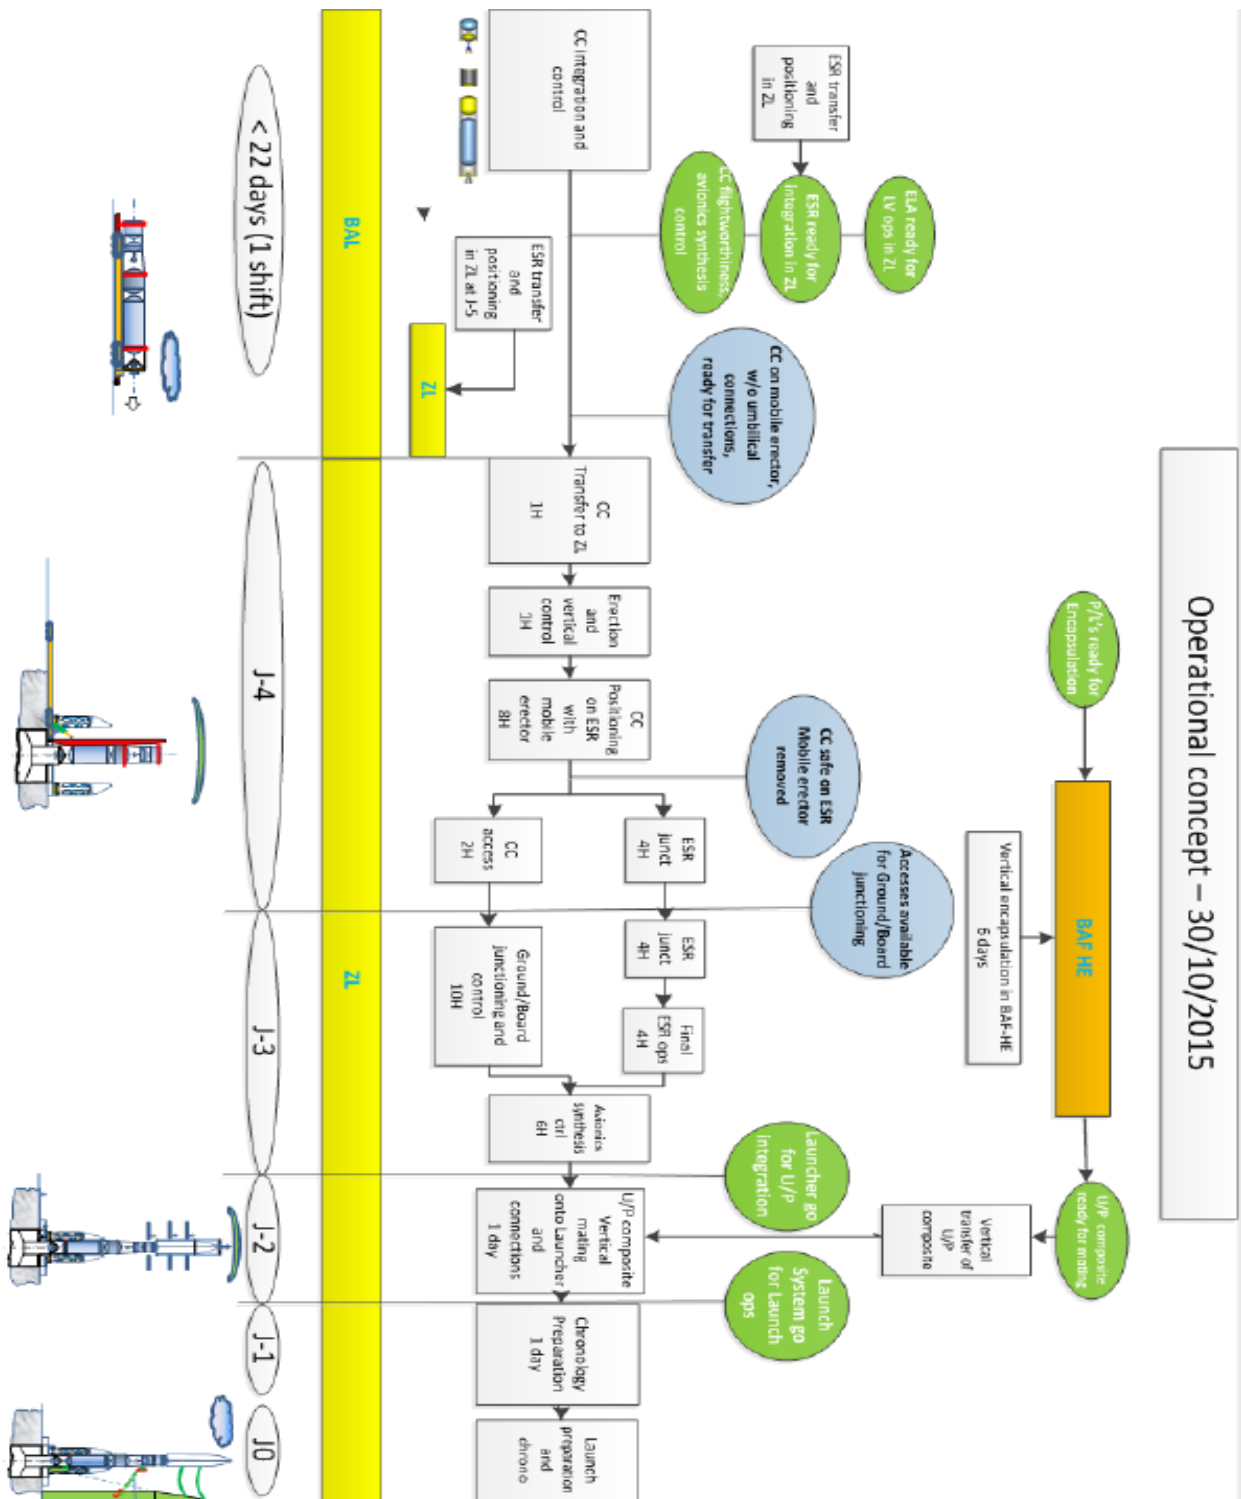 Operational concept – 30/10/2015
P/L's ready for
Encapsulation
BAF HE
U/P composite
ready for mating
Vertical encapsulation in BAF-HE
6 days
Vertical
transfer of
U/P
composite
ELA ready for
LV ops in ZL
ESR transfer
and
positioning
in ZL
ESR ready for
integration in ZL
CC flightworthiness,
avionics synthesis
control
CC on mobile erector,
w/o umbilical
connections,
ready for transfer
CC safe on ESR
Mobile erector
removed
Accesses available
for Ground/Board
junctioning
Launcher go
for U/P
integration
Launch
System go
for Launch
ops
CC integration and
control
CC
Transfer to ZL
1H
Erection
and
vertical
control
3H
CC
Positioning
on ESR
with
mobile
erector
8H
ESR
junct
4H
ESR
junct
4H
Final
ESR ops
4H
CC
access
2H
Ground/Board
junctioning and
control
10H
Avionics
synthesis
ctrl
6H
U/P composite
Vertical
mating
onto Launcher
and
connections
1 day
Chronology
Preparation
1 day
Launch
preparation
and
chrono
ESR transfer
and
positioning
in ZL at J-5
ZL
BAL
ZL
< 22 days (1 shift)
J-4
J-3
J-2
J-1
J0